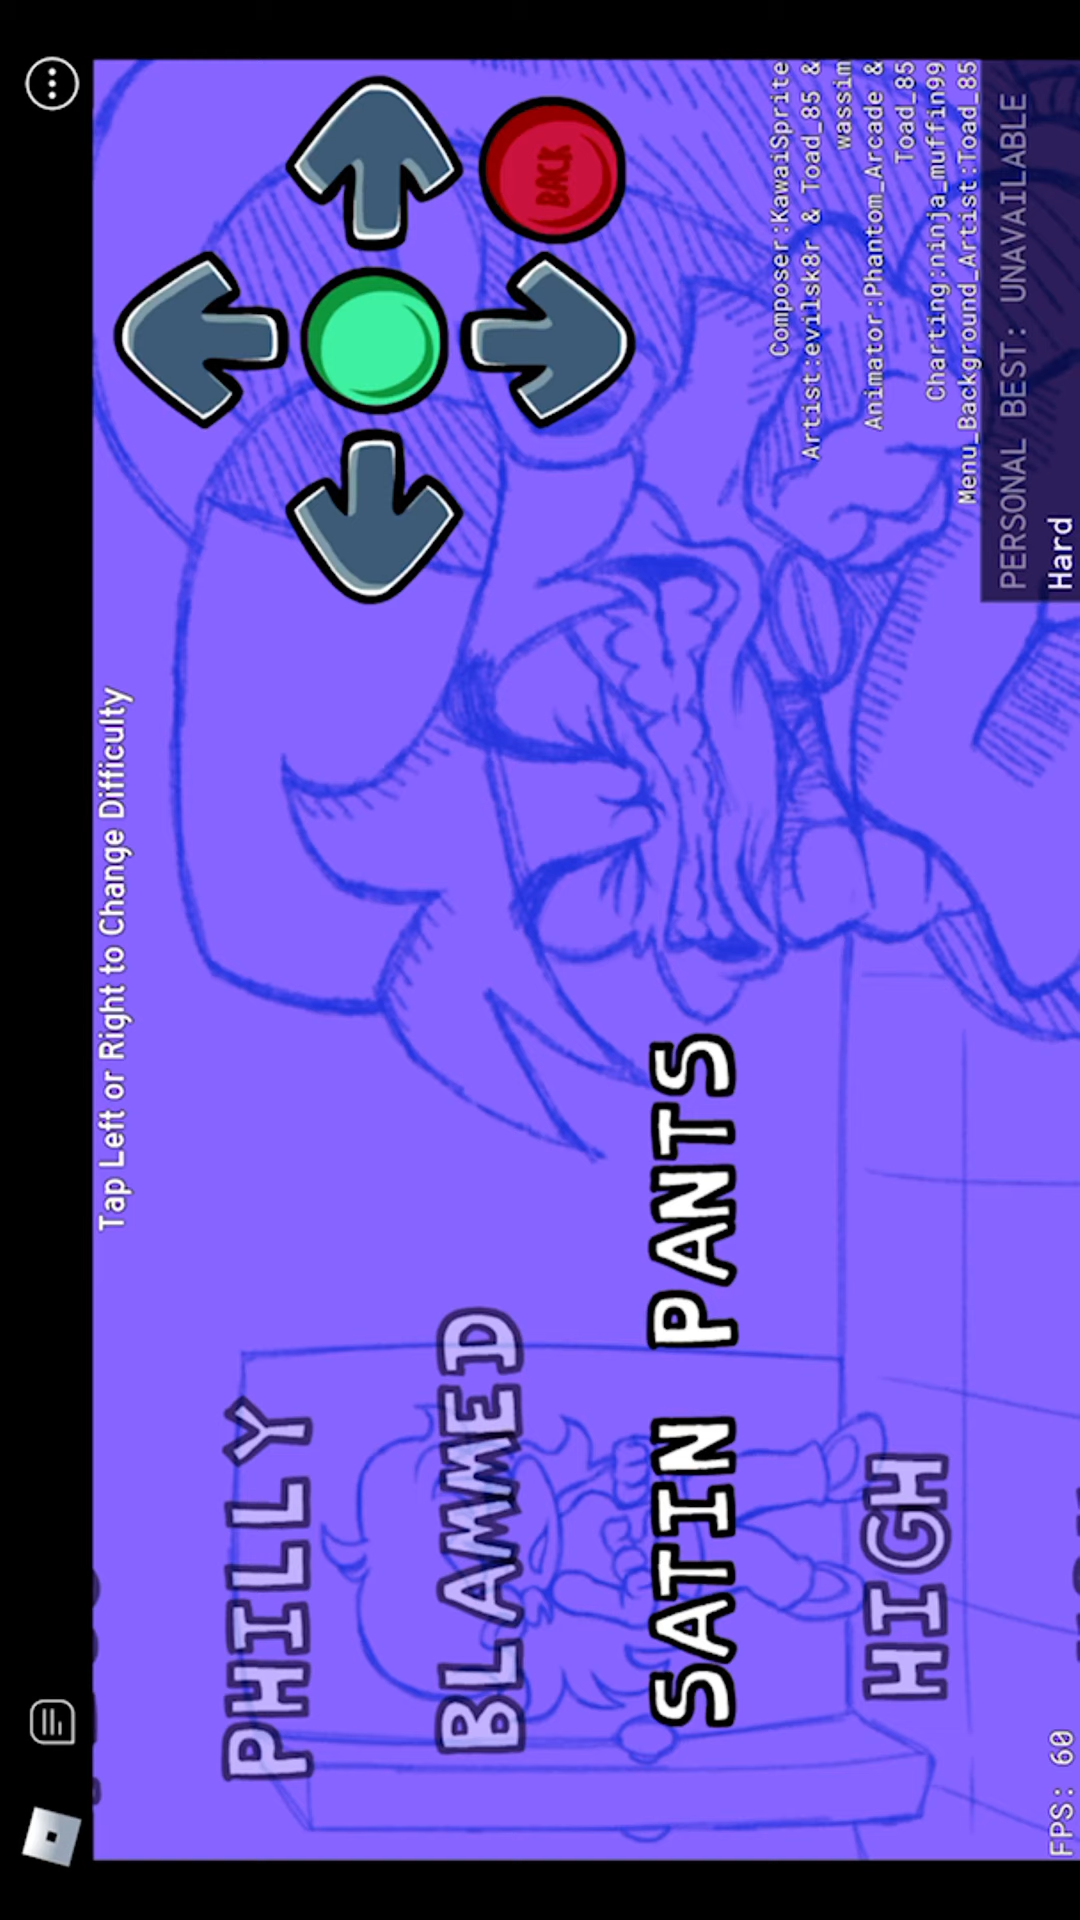 Tap Left or Right to Change Difficulty
BACK
PHILLY
BLAMMED
SATIN PANTS
HIGH
Composer:KawaiSprite
Artist:evilsk8r & Toad_85 &
wassim
Animator:Phantom_Arcade &
Toad_85
Charting:ninja_muffin99
Menu_Background_Artist:Toad_85
PERSONAL BEST: UNAVAILABLE
Hard
FPS: 60